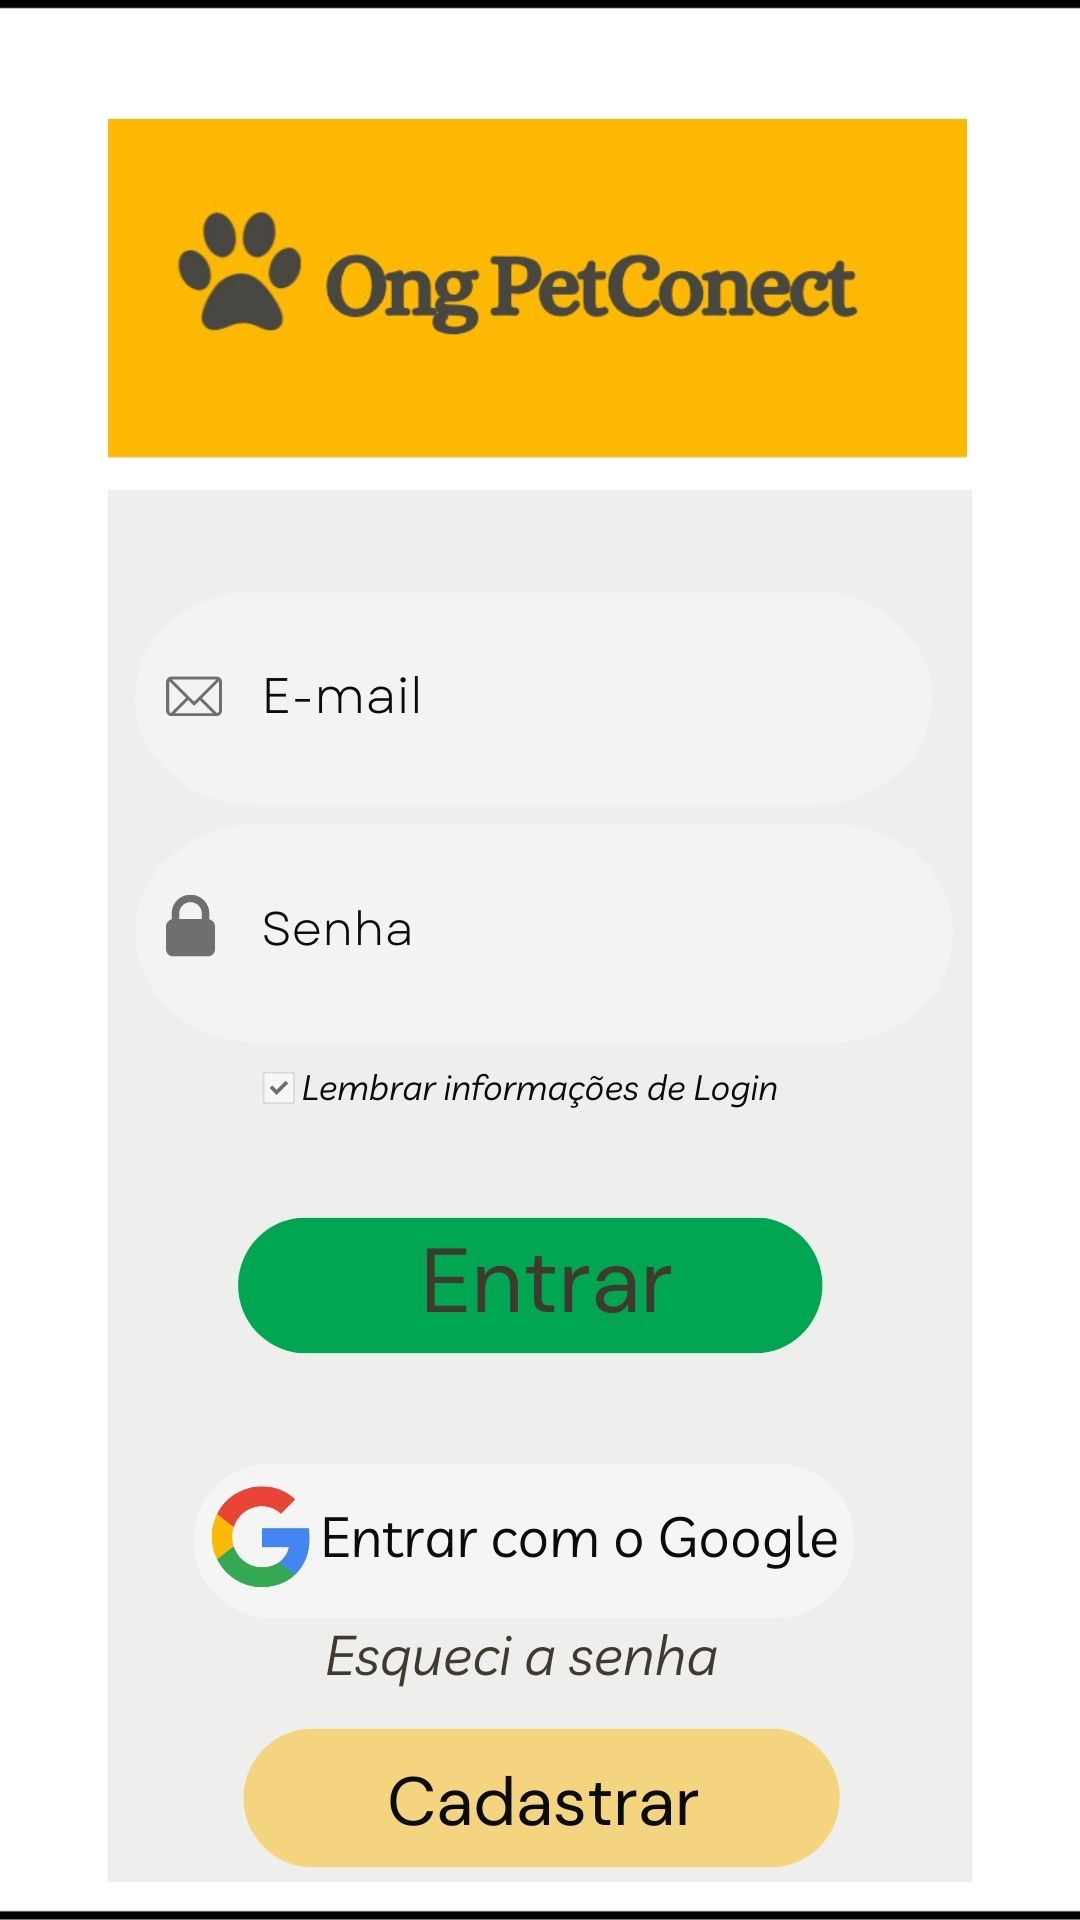 Ong PetConect
E-mail
Senha
Lembrar informações de Login
Entrar
Entrar com o Google
Esqueci a senha
Cadastrar